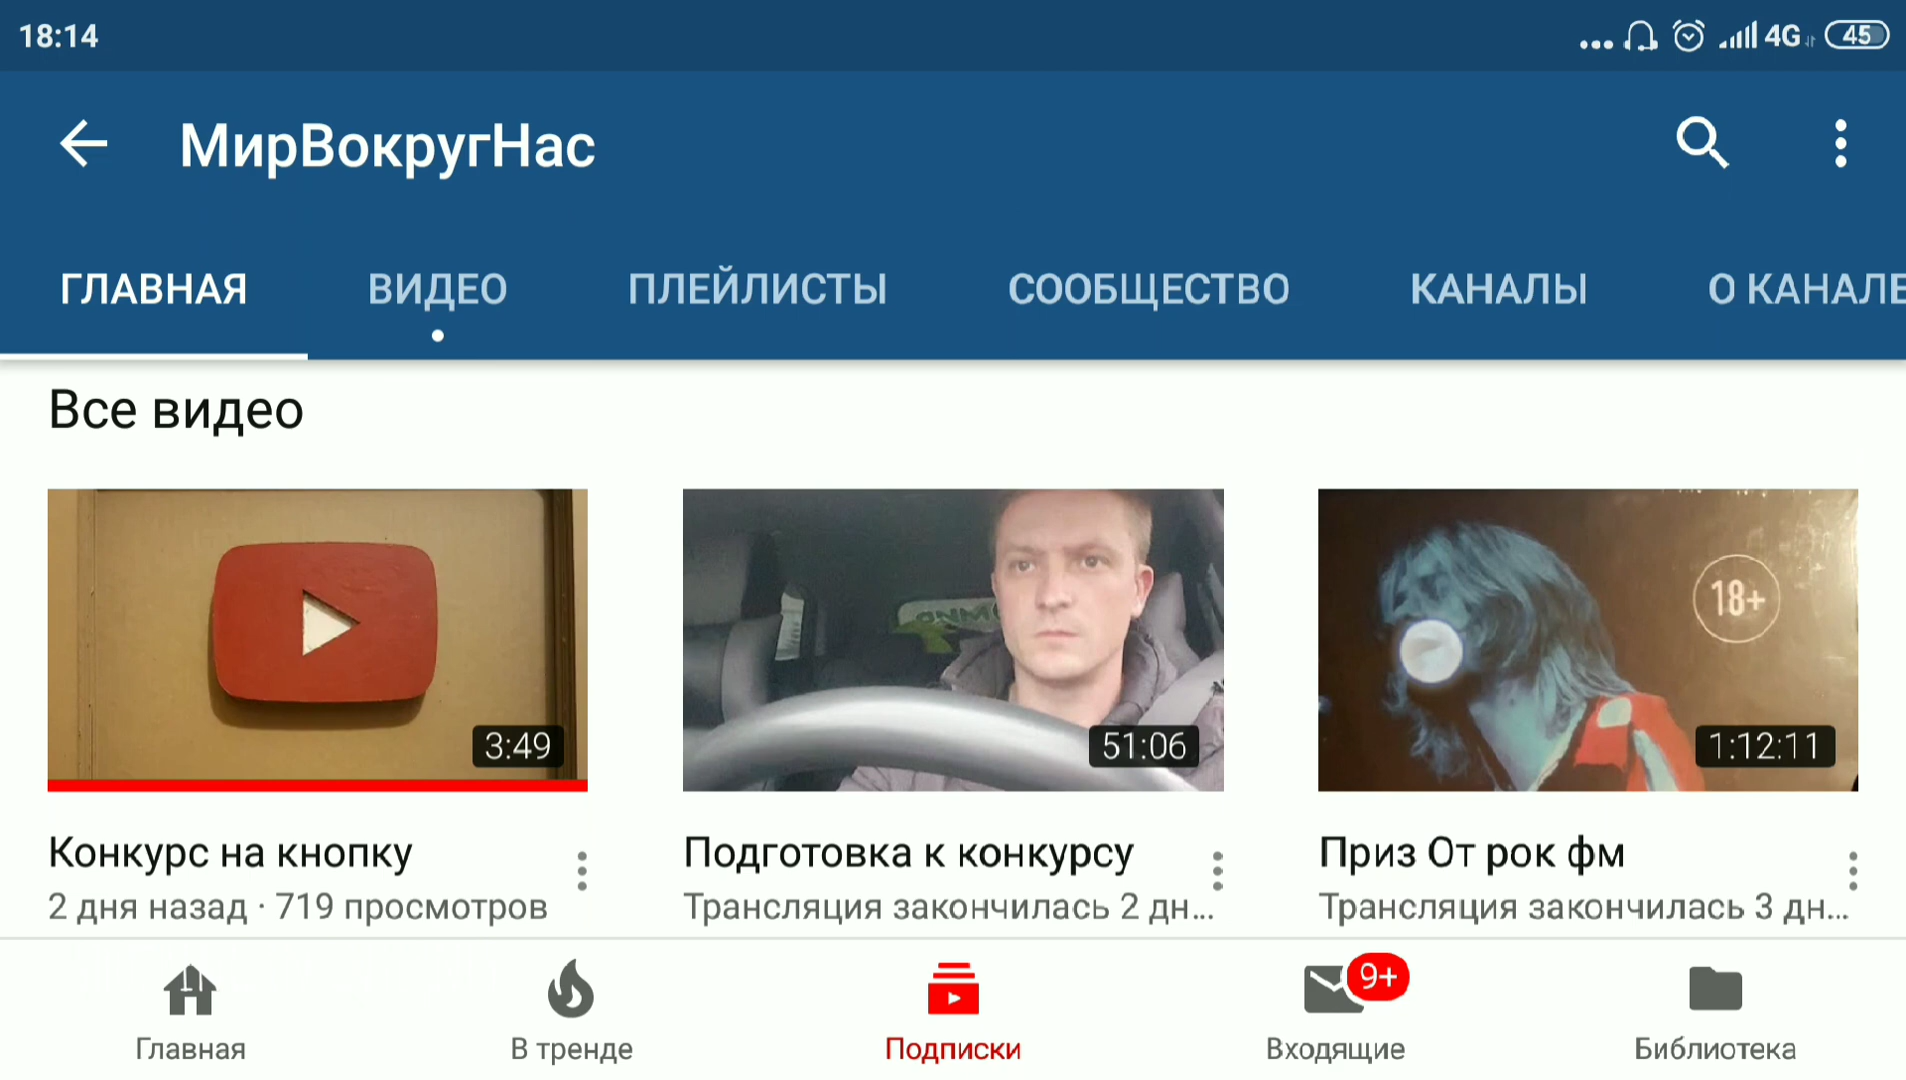 18:14
4G 45
МирВокругНас
ГЛАВНАЯ ВИДЕО ПЛЕЙЛИСТЫ СООБЩЕСТВО КАНАЛЫ О КАНАЛЕ
Все видео
18+
3:49 51:06 1:12:11
Конкурс на кнопку Подготовка к конкурсу Приз От рок фм
2 дня назад · 719 просмотров Трансляция закончилась 2 дн... Трансляция закончилась 3 дн...
9+
Главная В тренде Подписки Входящие Библиотека